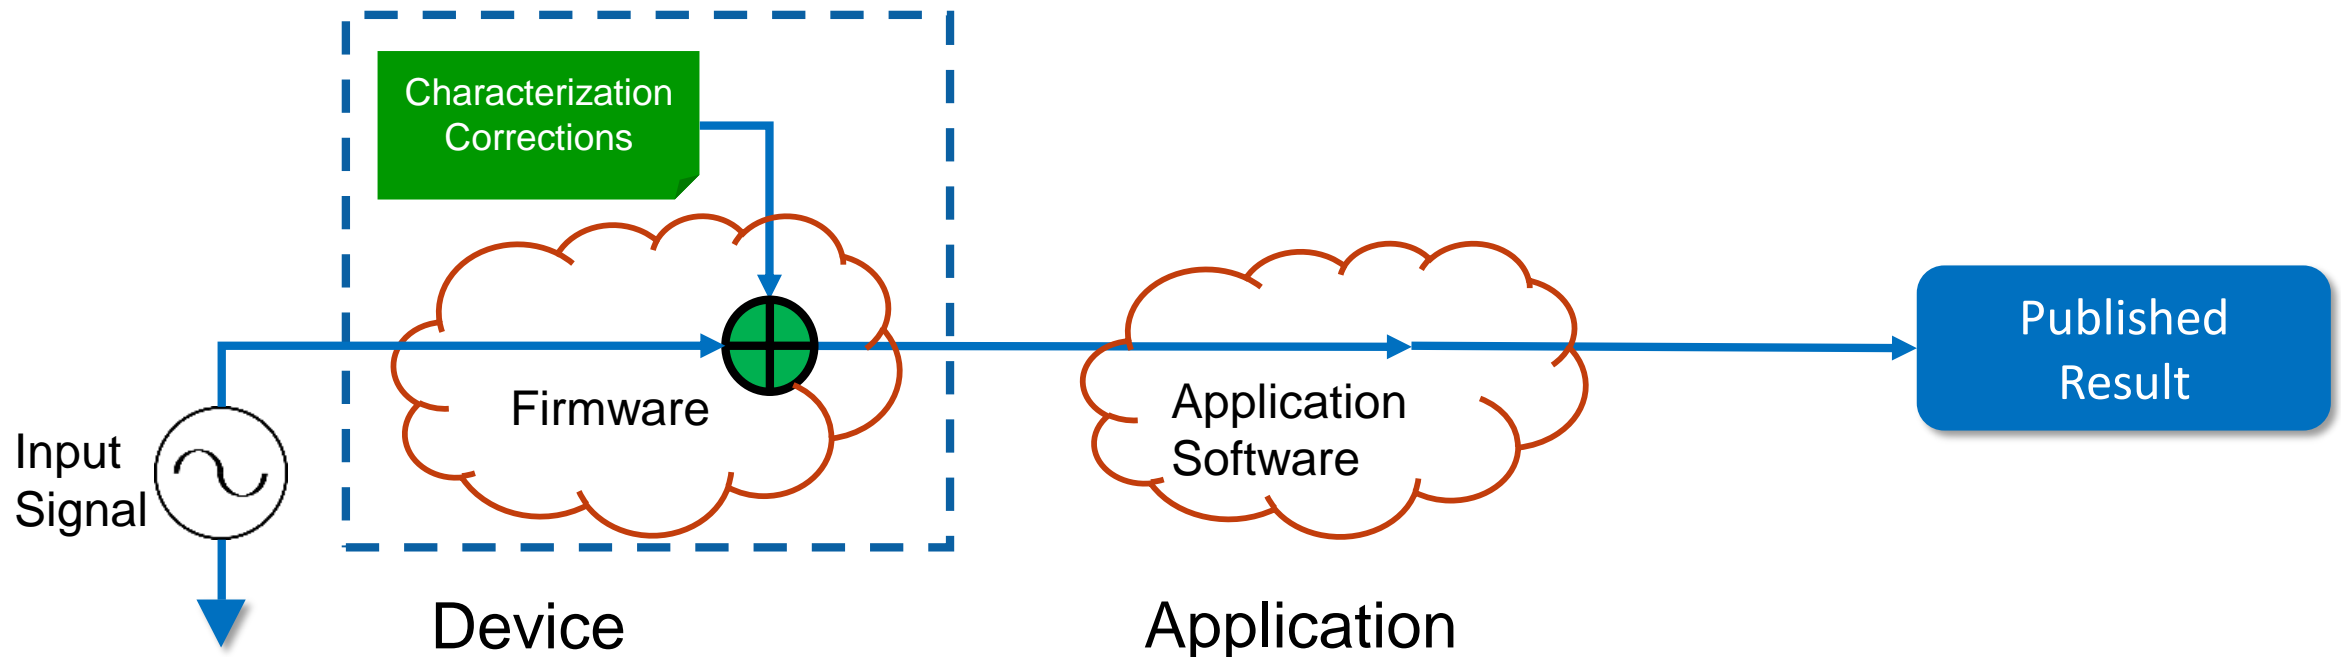 Characterization
Corrections
Firmware
Input
Signal
Device
Application
Software
Application
Published
Result